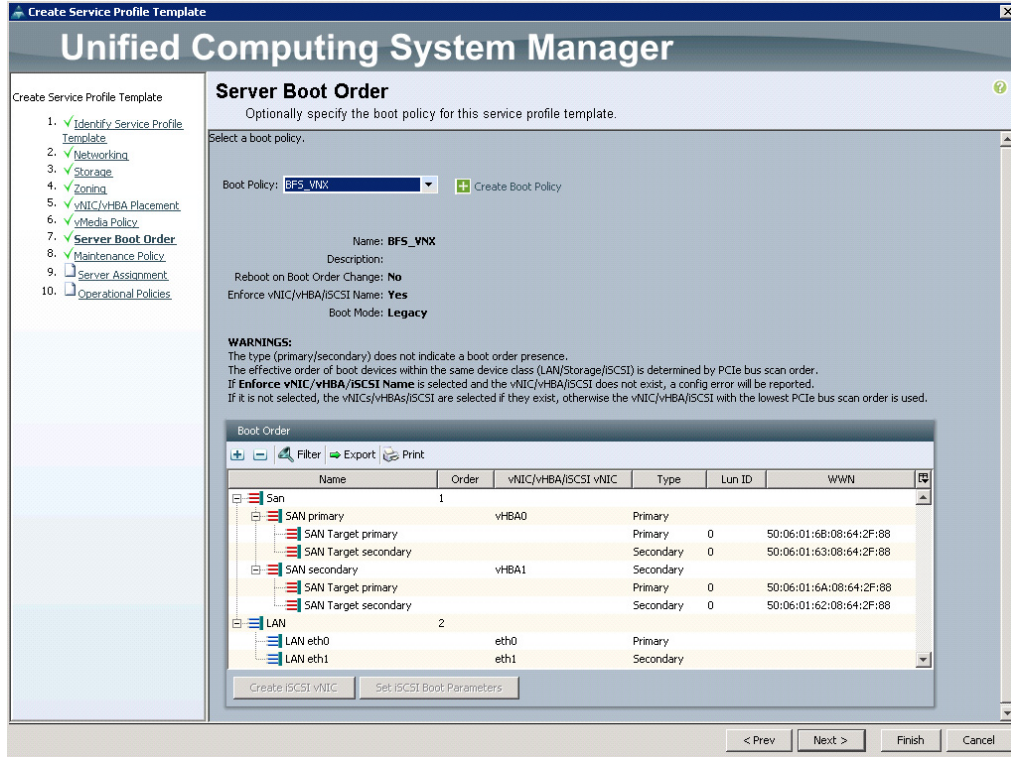 Create Service Profile Template
Unified Computing System Manager
Create Service Profile Template
1. Identify Service Profile
Template
2. Networking
3. Storage
4. Zoning
5. vNIC/vHBA Placement
6. vMedia Policy
7. Server Boot Order
8. Maintenance Policy
9. Server Assignment
10. Operational Policies
Server Boot Order
Optionally specify the boot policy for this service profile template.
Select a boot policy.
Boot Policy: BFS_VNX Create Boot Policy
Name: BFS_VNX
Description:
Reboot on Boot Order Change: No
Enforce vNIC/vHBA/iSCSI Name: Yes
Boot Mode: Legacy
WARNINGS:
The type (primary/secondary) does not indicate a boot order presence.
The effective order of boot devices within the same device class (LAN/Storage/iSCSI) is determined by PCIe bus scan order.
If Enforce vNIC/vHBA/iSCSI Name is selected and the vNIC/vHBA/iSCSI does not exist, a config error will be reported.
If it is not selected, the vNICs/vHBAs/iSCSI are selected if they exist, otherwise the vNIC/vHBA/iSCSI with the lowest PCIe bus scan order is used.
Boot Order
Filter Export Print
Name Order vNIC/vHBA/iSCSI vNIC Type Lun ID WWN
San 1
SAN primary vHBA0 Primary
SAN Target primary Primary 0 50:06:01:6B:08:64:2F:88
SAN Target secondary Secondary 0 50:06:01:63:08:64:2F:88
SAN secondary vHBA1 Secondary
SAN Target primary Primary 0 50:06:01:6A:08:64:2F:88
SAN Target secondary Secondary 0 50:06:01:62:08:64:2F:88
LAN 2
LAN eth0 eth0 Primary
LAN eth1 eth1 Secondary
Create iSCSI vNIC Set iSCSI Boot Parameters
< Prev Next > Finish Cancel